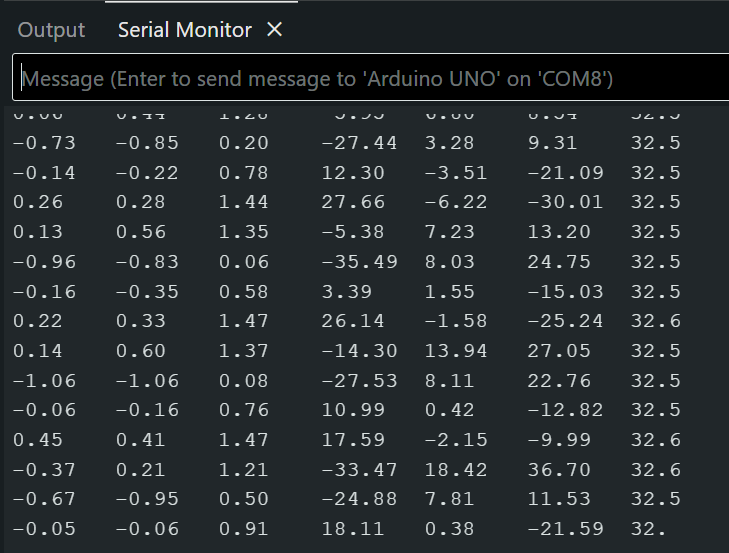 Output Serial Monitor ×
Message (Enter to send message to 'Arduino UNO' on 'COM8')
-0.73 -0.85 0.20 -27.44 3.28 9.31 32.5
-0.14 -0.22 0.78 12.30 -3.51 -21.09 32.5
0.26 0.28 1.44 27.66 -6.22 -30.01 32.5
0.13 0.56 1.35 -5.38 7.23 13.20 32.5
-0.96 -0.83 0.06 -35.49 8.03 24.75 32.5
-0.16 -0.35 0.58 3.39 1.55 -15.03 32.5
0.22 0.33 1.47 26.14 -1.58 -25.24 32.6
0.14 0.60 1.37 -14.30 13.94 27.05 32.5
-1.06 -1.06 0.08 -27.53 8.11 22.76 32.5
-0.06 -0.16 0.76 10.99 0.42 -12.82 32.5
0.45 0.41 1.47 17.59 -2.15 -9.99 32.6
-0.37 0.21 1.21 -33.47 18.42 36.70 32.6
-0.67 -0.95 0.50 -24.88 7.81 11.53 32.5
-0.05 -0.06 0.91 18.11 0.38 -21.59 32.